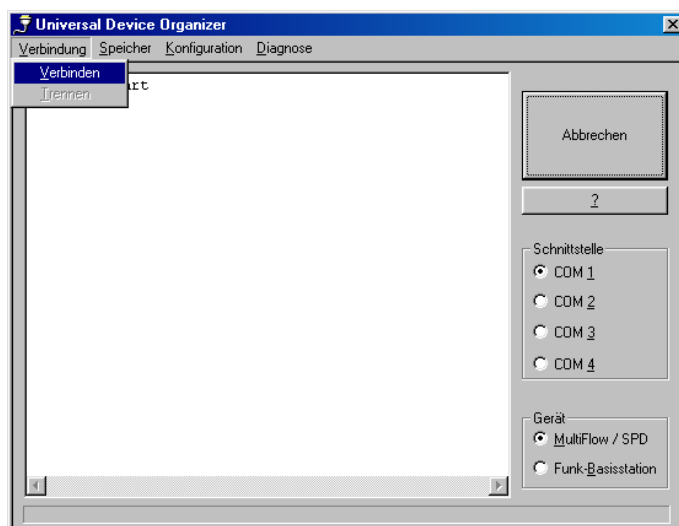 Universal Device Organizer
Verbindung Speicher Konfiguration Diagnose
Verbinden
Trennen
Abbrechen
?
Schnittstelle
COM 1
COM 2
COM 3
COM 4
Gerät
MultiFlow / SPD
Funk-Basisstation